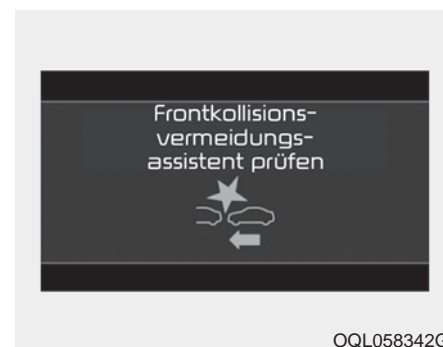 Frontkollisions-
vermeidungs-
assistent prüfen
OQL058342G